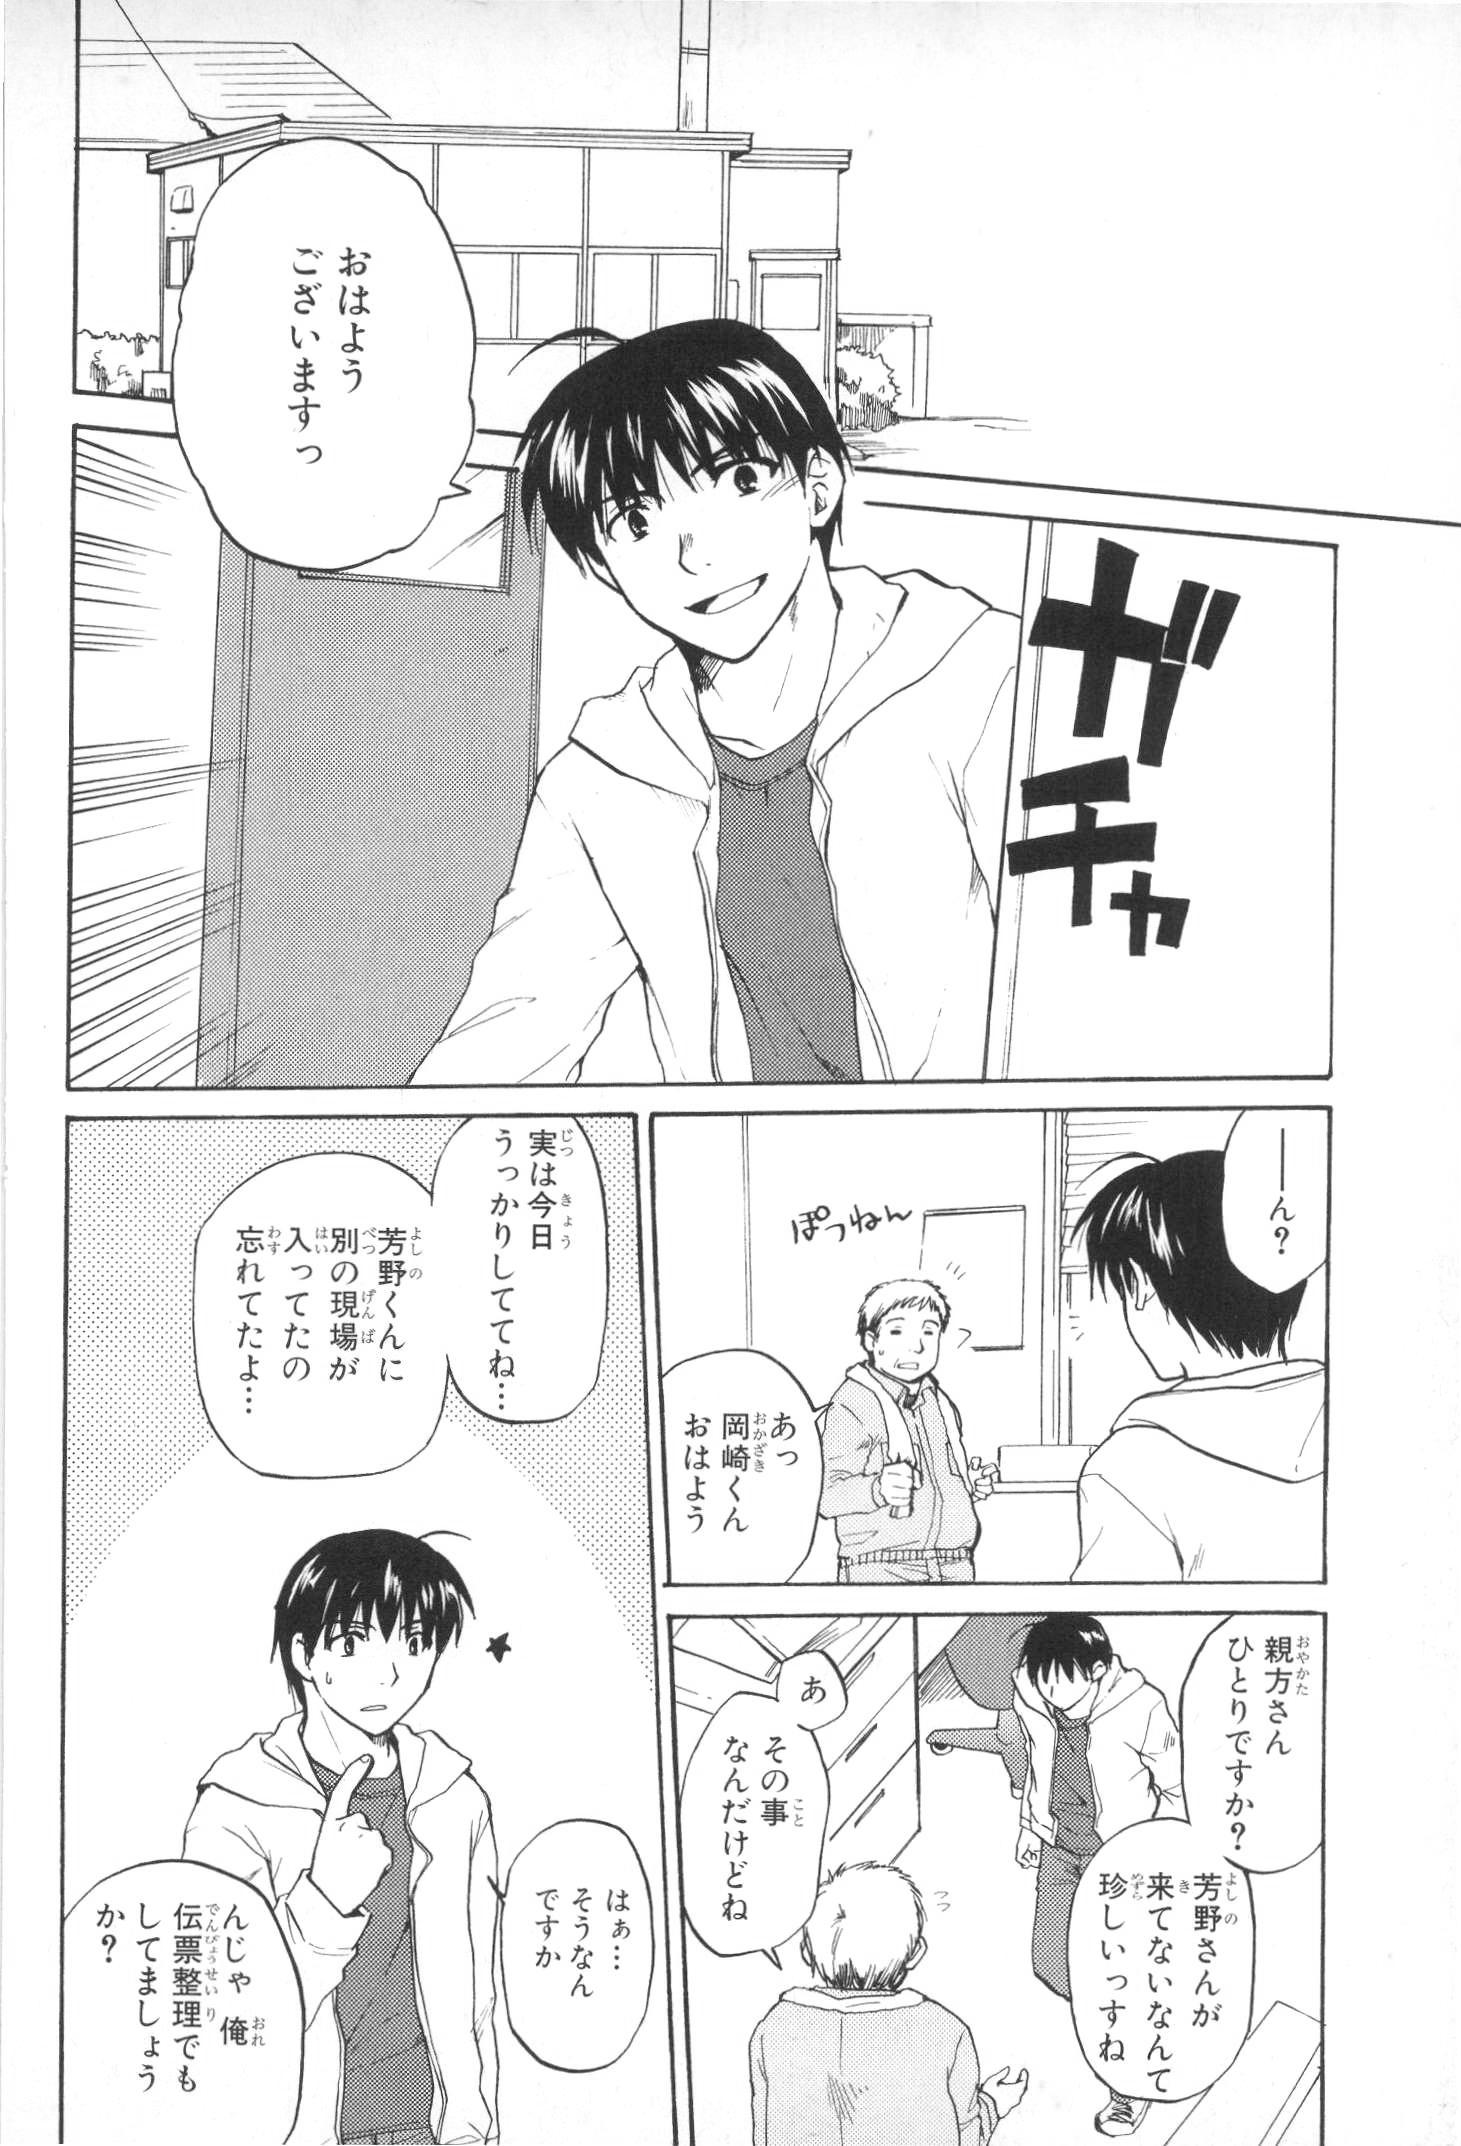 おはよう
ございますっ
ガチャ
──ん?
ぽつねん
あっ
岡崎くん
おはよう
親方さん
ひとりですか?
芳野さんが
来てないなんて
珍しいっすね
あ
その事
なんだけどね
実は今日
うっかりしててね…
芳野くんに
別の現場が
入ってたの
忘れてたよ…
はぁ…
そうなん
ですか
んじゃ 俺
伝票整理でも
してましょう
か?